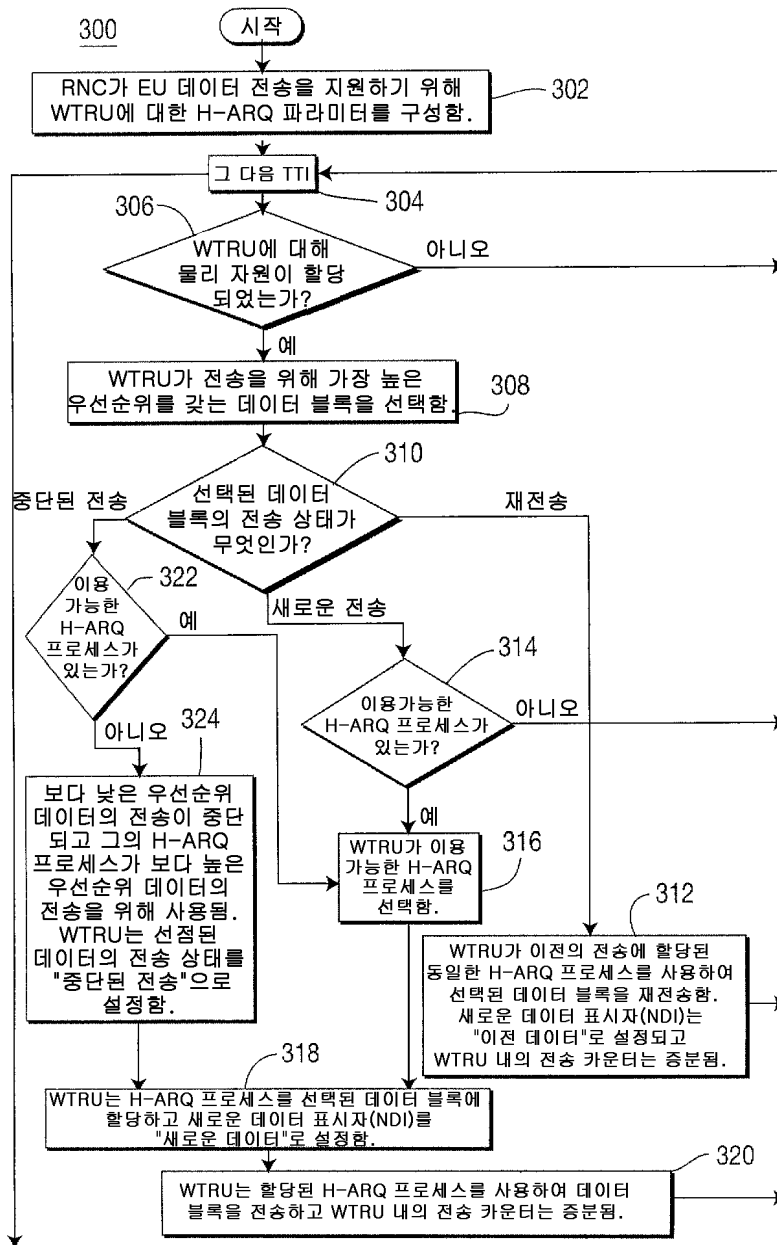 300
시작
RNC가 EU 데이터 전송을 지원하기 위해
WTRU에 대한 H-ARQ 파라미터를 구성함.
302
그 다음 TTI
304
306
WTRU에 대해
물리 자원이 할당
되었는가?
아니오
예
WTRU가 전송을 위해 가장 높은
우선순위를 갖는 데이터 블록을 선택함.
308
310
중단된 전송
선택된 데이터
블록의 전송 상태가
무엇인가?
재전송
322
이용
가능한
H-ARQ
프로세스가
있는가?
예
새로운 전송
314
이용가능한
H-ARQ 프로세스가
있는가?
아니오
아니오
324
예
보다 낮은 우선순위
데이터의 전송이 중단
되고 그의 H-ARQ
프로세스가 보다 높은
우선순위 데이터의
전송을 위해 사용됨.
WTRU는 선점된
데이터의 전송 상태를
"중단된 전송"으로
설정함.
WTRU가 이용
가능한 H-ARQ
프로세스를
선택함.
316
312
WTRU가 이전의 전송에 할당된
동일한 H-ARQ 프로세스를 사용하여
선택된 데이터 블록을 재전송함.
새로운 데이터 표시자(NDI)는
"이전 데이터"로 설정되고
WTRU 내의 전송 카운터는 증분됨.
318
WTRU는 H-ARQ 프로세스를 선택된 데이터 블록에
할당하고 새로운 데이터 표시자(NDI)를
"새로운 데이터"로 설정함.
320
WTRU는 할당된 H-ARQ 프로세스를 사용하여 데이터
블록을 전송하고 WTRU 내의 전송 카운터는 증분됨.